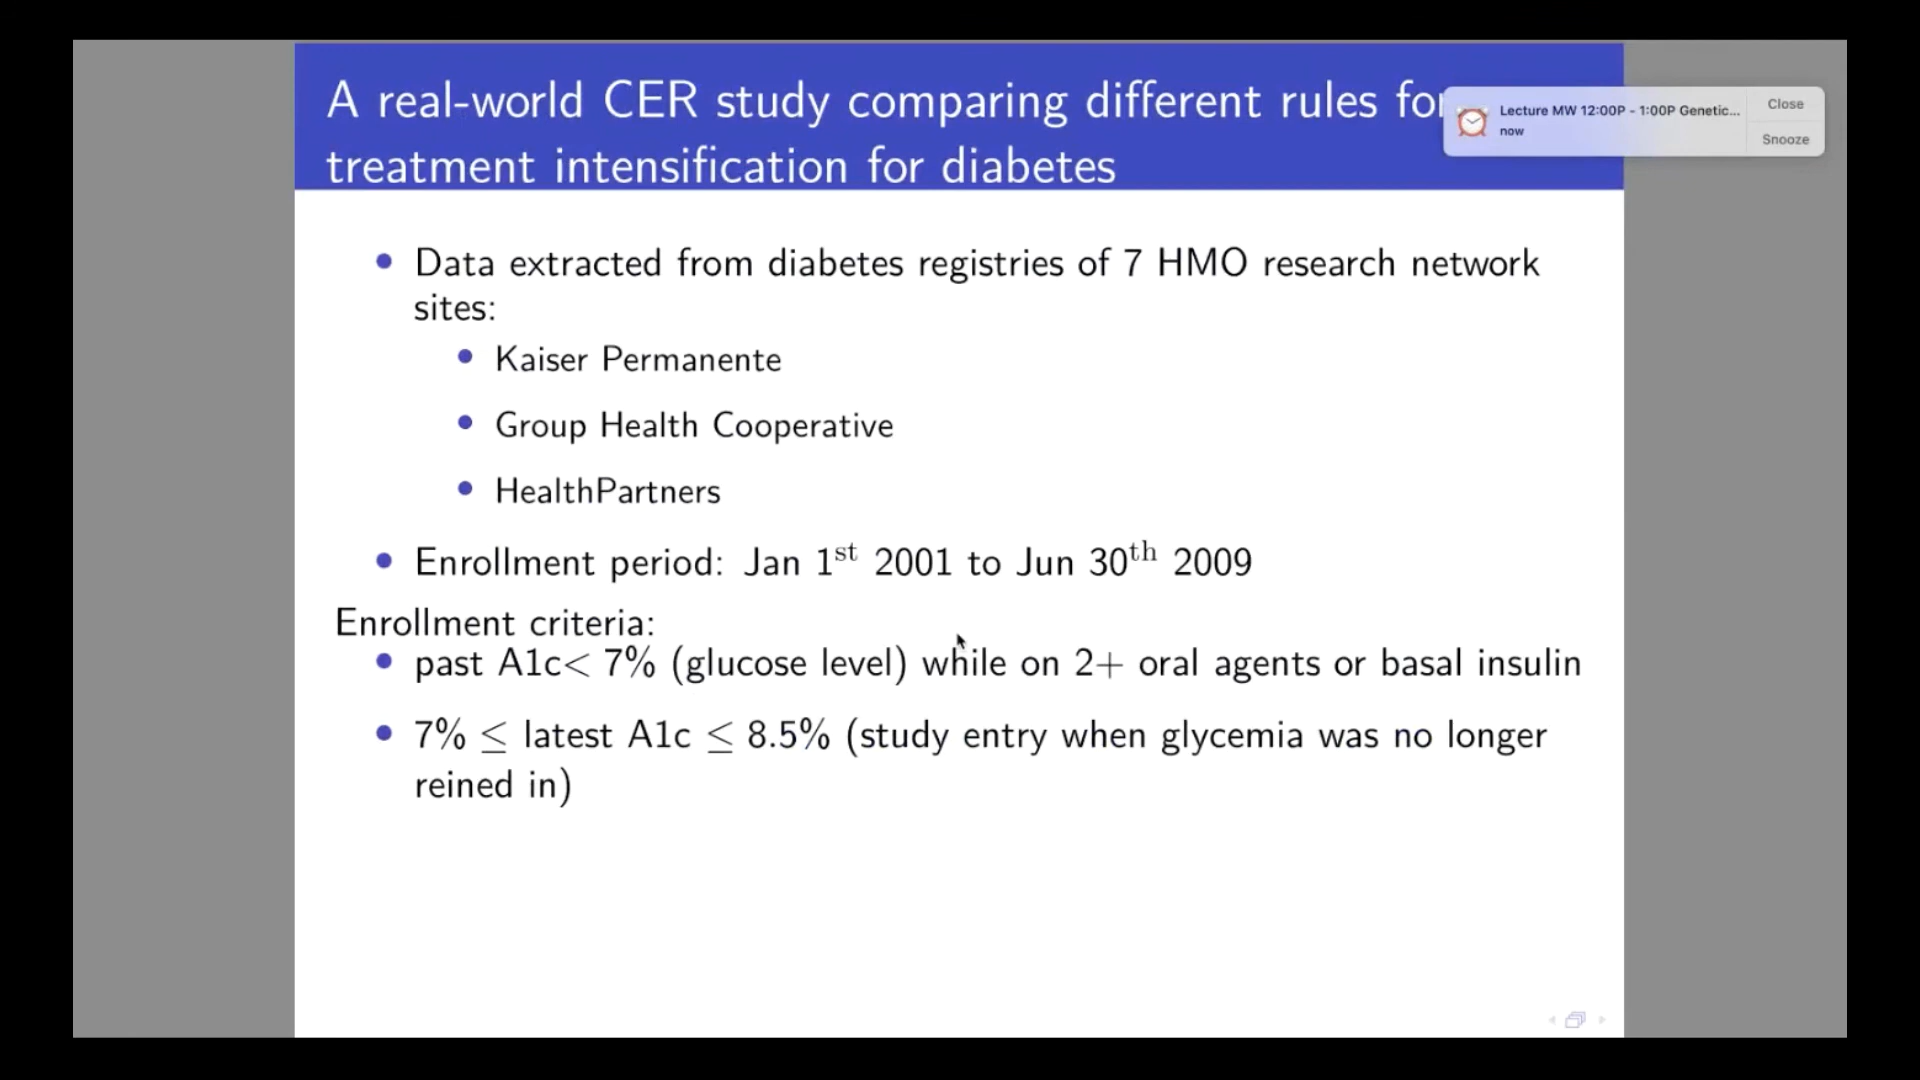 A real-world CER study comparing different rules for
treatment intensification for diabetes
Lecture MW 12:00P - 1:00P Genetic...
now
Close
Snooze
• Data extracted from diabetes registries of 7 HMO research network
sites:
• Kaiser Permanente
• Group Health Cooperative
• HealthPartners
• Enrollment period: Jan 1st 2001 to Jun 30th 2009
Enrollment criteria:
• past A1c< 7% (glucose level) while on 2+ oral agents or basal insulin
• 7% ≤ latest A1c ≤ 8.5% (study entry when glycemia was no longer
reined in)